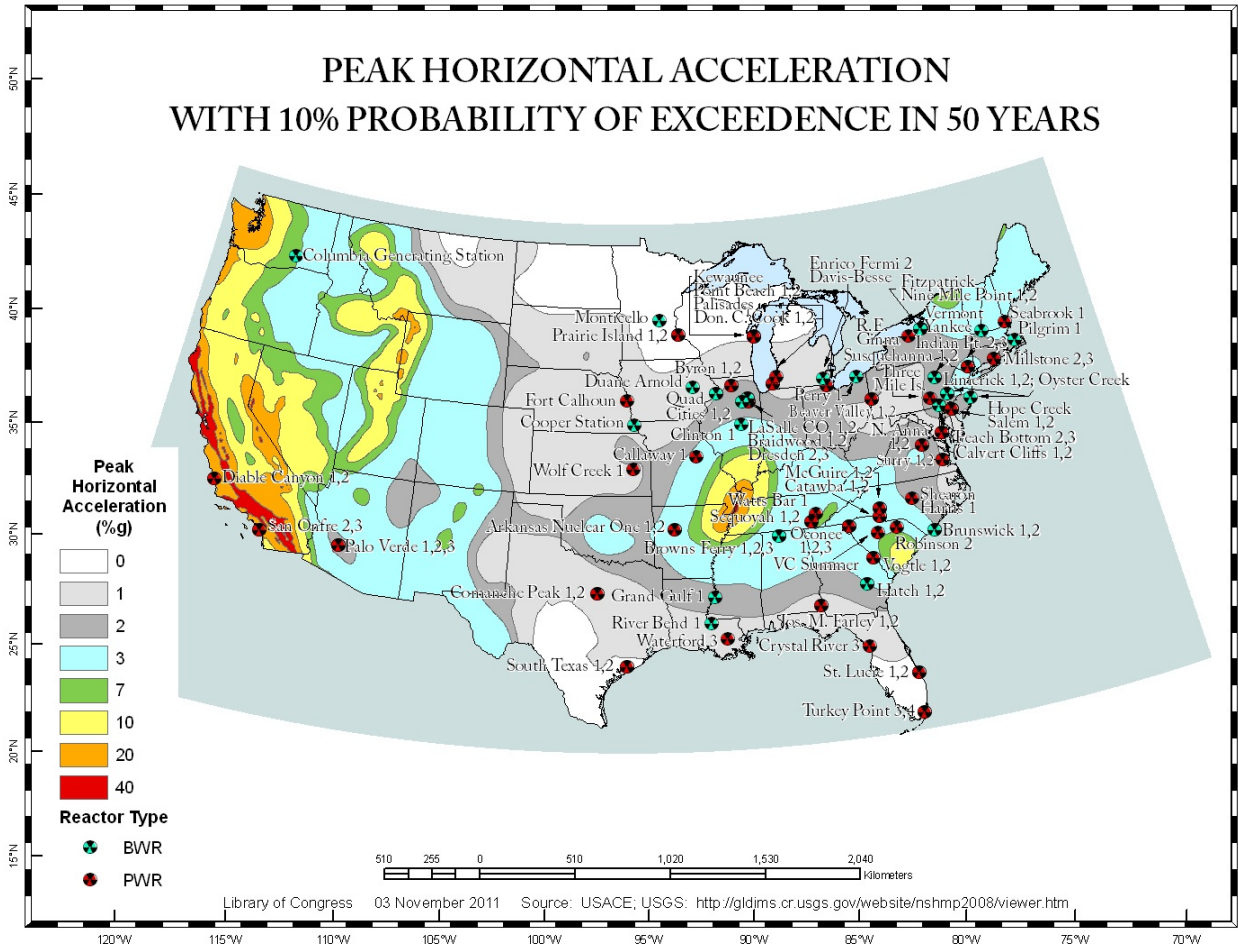 PEAK HORIZONTAL ACCELERATION
WITH 10% PROBABILITY OF EXCEEDENCE IN 50 YEARS
50°N
45°N
40°N
35°N
30°N
25°N
20°N
15°N
Columbia Generating Station
Monticello
Prairie Island 1,2
Kewaunee
Point Beach 1,2
Palisades
Don. C. Cook 1,2
Enrico Fermi 2
Davis-Besse
Fitzpatrick
Nine Mile Point 1,2
Vermont
Yankee
Seabrook 1
Pilgrim 1
R.E.
Ginna
Indian Pt. 2,3
Millstone 2,3
Susquehanna 1,2
Three
Mile Is.
Limerick 1,2; Oyster Creek
Byron 1,2
Duane Arnold
Fort Calhoun
Quad
Cities 1,2
Perry 1
Beaver Valley 1,2
Hope Creek
Salem 1,2
Cooper Station
Clinton 1
LaSalle CO. 1,2
Braidwood 1,2
Dresden 2,3
N. Anna
1,2
Peach Bottom 2,3
Calvert Cliffs 1,2
Callaway 1
Surry 1,2
Wolf Creek 1
McGuire 1,2
Catawba 1,2
Diable Canyon 1,2
Watts Bar 1
Sequoyah 1,2
Shearon
Harris 1
San Onfre 2,3
Palo Verde 1,2,3
Arkansas Nuclear One 1,2
Browns Ferry 1,2,3
Oconee
1,2,3
Brunswick 1,2
Robinson 2
VC Summer
Vogtle 1,2
Comanche Peak 1,2
Grand Gulf 1
Hatch 1,2
River Bend 1
Jos. M. Farley 1,2
Waterford 3
Crystal River 3
South Texas 1,2
St. Lucie 1,2
Turkey Point 3,4
Peak
Horizontal
Acceleration
(%g)
0
1
2
3
7
10
20
40
Reactor Type
BWR
PWR
510 255 0 510 1,020 1,530 2,040
Kilometers
Library of Congress 03 November 2011 Source: USACE; USGS: http://gldims.cr.usgs.gov/website/nshmp2008/viewer.htm
120°W 115°W 110°W 105°W 100°W 95°W 90°W 85°W 80°W 75°W 70°W